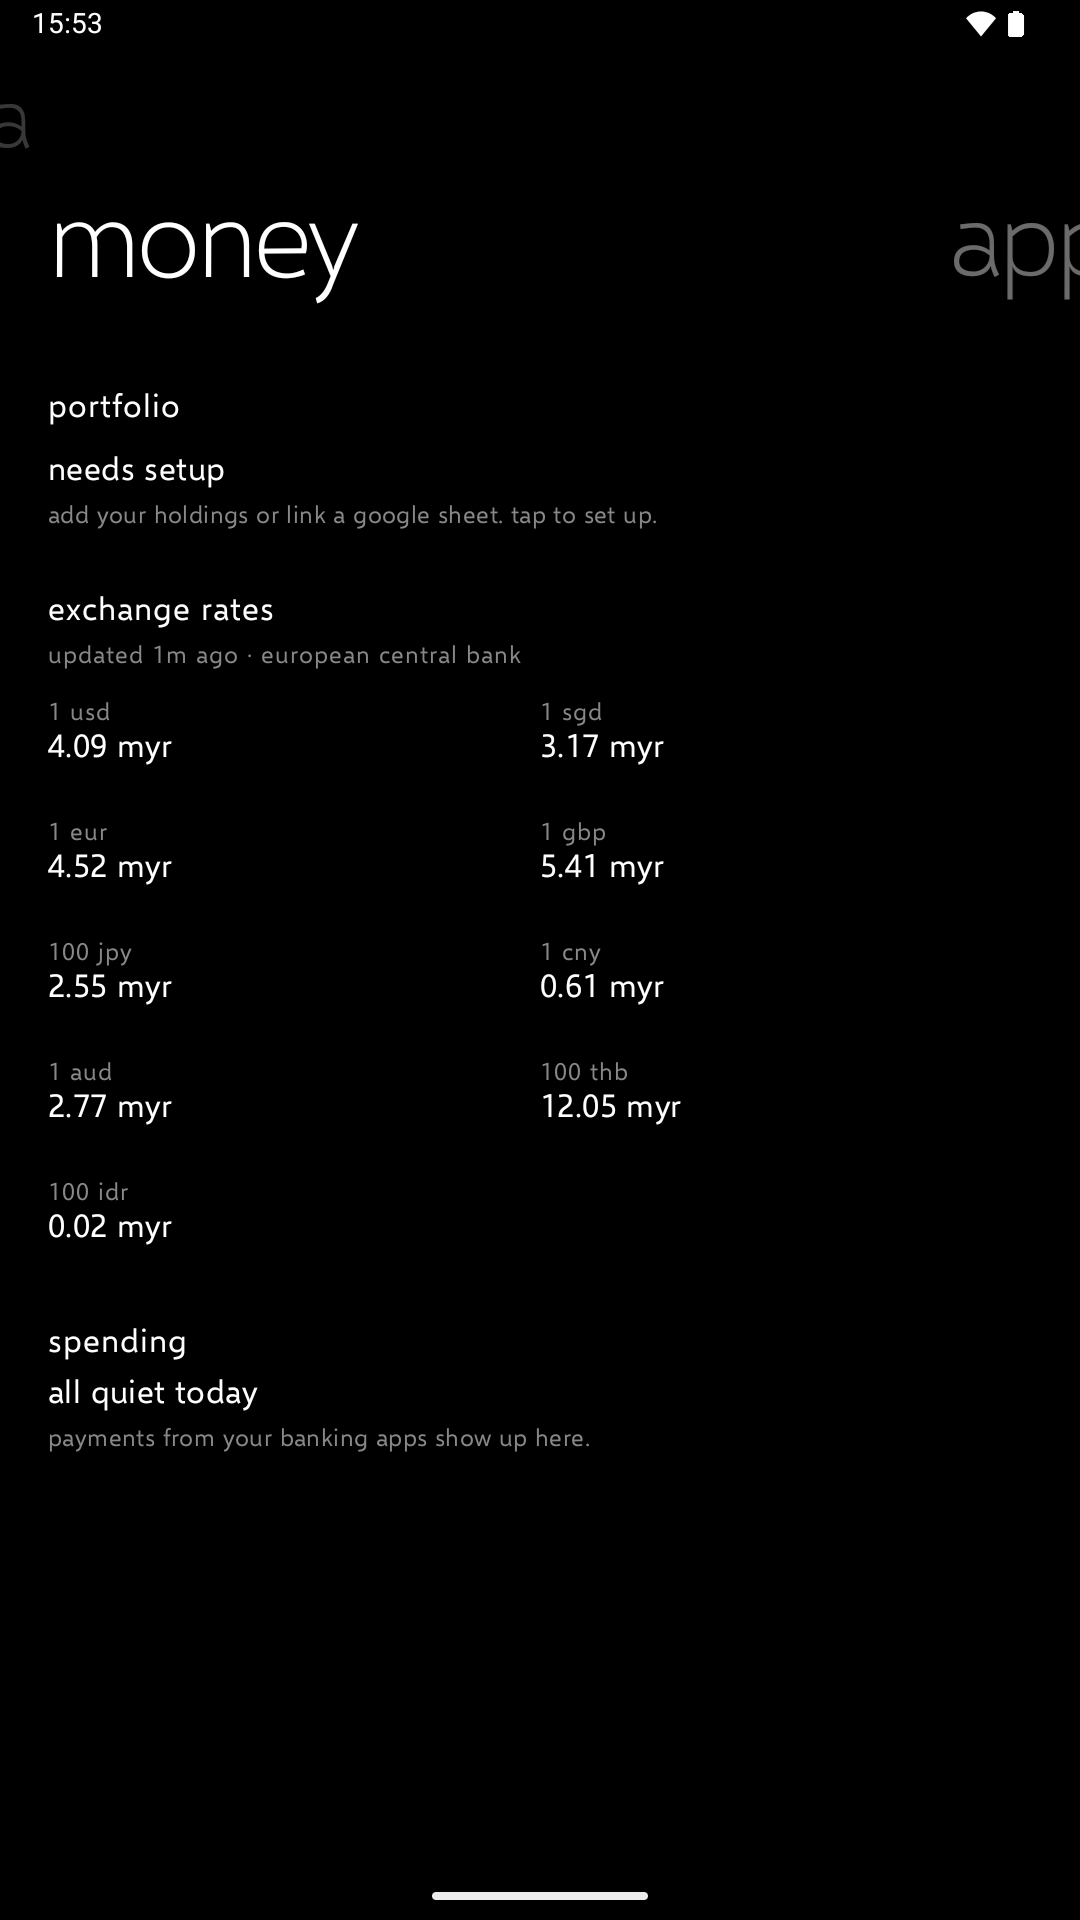 15:53
a
money
app
portfolio
needs setup
add your holdings or link a google sheet. tap to set up.
exchange rates
updated 1m ago · european central bank
1 usd
4.09 myr
1 sgd
3.17 myr
1 eur
4.52 myr
1 gbp
5.41 myr
100 jpy
2.55 myr
1 cny
0.61 myr
1 aud
2.77 myr
100 thb
12.05 myr
100 idr
0.02 myr
spending
all quiet today
payments from your banking apps show up here.